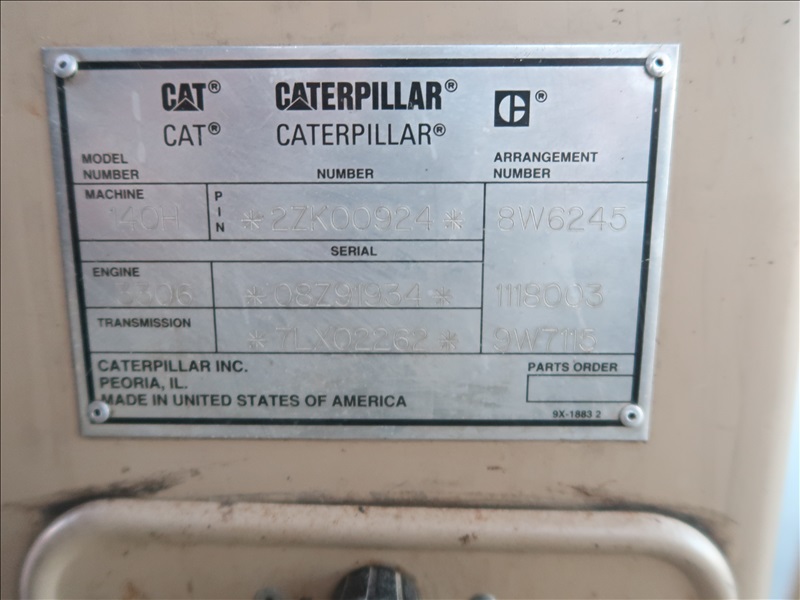 CAT® CATERPILLAR® C®
CAT® CATERPILLAR®
MODEL NUMBER NUMBER ARRANGEMENT NUMBER
MACHINE PIN
140H *2ZK00924* 8W6245
SERIAL
ENGINE
3306 *08Z91964* 1118003
TRANSMISSION
*7LX02262* 9W7115
CATERPILLAR INC. PARTS ORDER
PEORIA, IL.
MADE IN UNITED STATES OF AMERICA
9X-1883 2